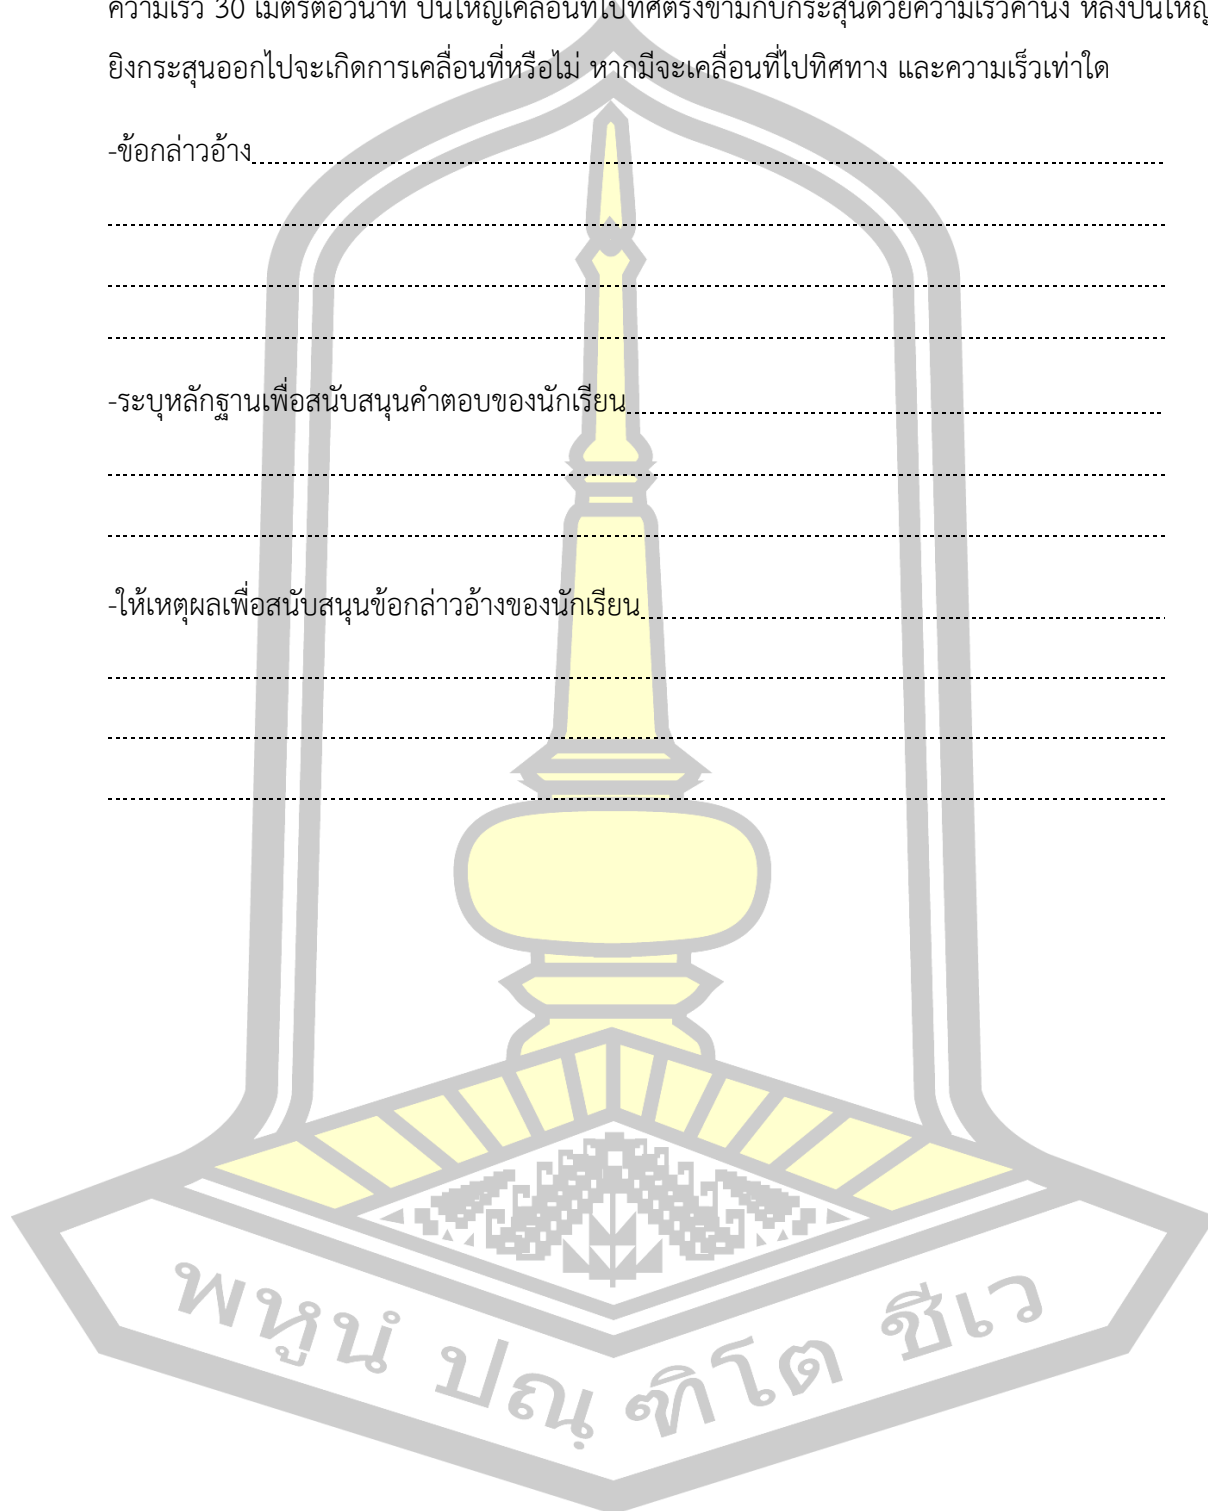 ความเร็ว 30 เมตรต่อวินาที ปืนใหญ่เคลื่อนที่ไปทิศตรงข้ามกับกระสุนด้วยความเร็วค่านึง หลังปืนใหญ่
ยิงกระสุนออกไปจะเกิดการเคลื่อนที่หรือไม่ หากมีจะเคลื่อนที่ไปทิศทาง และความเร็วเท่าใด
-ข้อกล่าวอ้าง
-ระบุหลักฐานเพื่อสนับสนุนคำตอบของนักเรียน
-ให้เหตุผลเพื่อสนับสนุนข้อกล่าวอ้างของนักเรียน
พหูนํ ปณฺฑิโต ชีเว